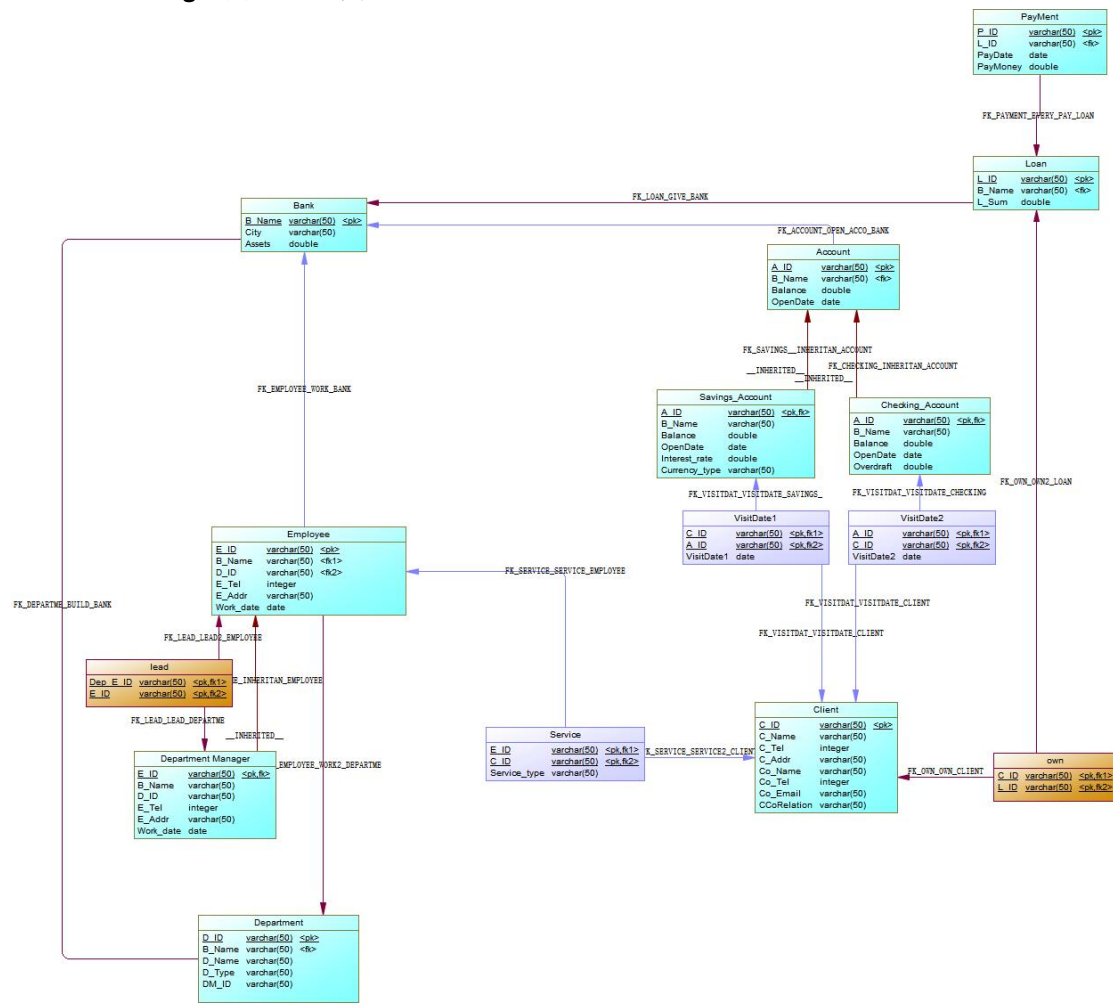 PayMent
P_ID varchar(50) <pk>
L_ID varchar(50) <fk>
PayDate date
PayMoney double
FK_PAYMENT_EVERY_PAY_LOAN
Loan
L_ID varchar(50) <pk>
B_Name varchar(50) <fk>
L_Sum double
FK_LOAN_GIVE_BANK
Bank
B_Name varchar(50) <pk>
City varchar(50)
Assets double
FK_ACCOUNT_OPEN_ACCO_BANK
Account
A_ID varchar(50) <pk>
B_Name varchar(50) <fk>
Balance double
OpenDate date
FK_SAVINGS__INHERITAN_ACCOUNT
FK_CHECKING_INHERITAN_ACCOUNT
__INHERITED__
__INHERITED__
FK_EMPLOYEE_WORK_BANK
Savings_Account
A_ID varchar(50) <pk,fk>
B_Name varchar(50)
Balance double
OpenDate date
Interest_rate double
Currency_type varchar(50)
Checking_Account
A_ID varchar(50) <pk,fk>
B_Name varchar(50)
Balance double
OpenDate date
Overdraft double
FK_OWN_OWN2_LOAN
FK_VISITDAT_VISITDATE_SAVINGS_
FK_VISITDAT_VISITDATE_CHECKING
VisitDate1
C_ID varchar(50) <pk,fk1>
A_ID varchar(50) <pk,fk2>
VisitDate1 date
VisitDate2
A_ID varchar(50) <pk,fk1>
C_ID varchar(50) <pk,fk2>
VisitDate2 date
Employee
E_ID varchar(50) <pk>
B_Name varchar(50) <fk1>
D_ID varchar(50) <fk2>
E_Tel integer
E_Addr varchar(50)
Work_date date
FK_SERVICE_SERVICE_EMPLOYEE
FK_DEPARTME_BUILD_BANK
FK_VISITDAT_VISITDATE_CLIENT
FK_VISITDAT_VISITDATE_CLIENT
FK_LEAD_LEAD2_EMPLOYEE
lead
Dep_E_ID varchar(50) <pk,fk1>
E_ID varchar(50) <pk,fk2>
E_INHERITAN_EMPLOYEE
FK_LEAD_LEAD_DEPARTME
__INHERITED__
Department Manager
E_ID varchar(50) <pk,fk>
B_Name varchar(50)
D_ID varchar(50)
E_Tel integer
E_Addr varchar(50)
Work_date date
_EMPLOYEE_WORK2_DEPARTME
Service
E_ID varchar(50) <pk,fk1>
C_ID varchar(50) <pk,fk2>
Service_type varchar(50)
K_SERVICE_SERVICE2_CLIENT
Client
C_ID varchar(50) <pk>
C_Name varchar(50)
C_Tel integer
C_Addr varchar(50)
Co_Name varchar(50)
Co_Tel integer
Co_Email varchar(50)
CCoRelation varchar(50)
FK_OWN_OWN_CLIENT
own
C_ID varchar(50) <pk,fk1>
L_ID varchar(50) <pk,fk2>
Department
D_ID varchar(50) <pk>
B_Name varchar(50) <fk>
D_Name varchar(50)
D_Type varchar(50)
DM_ID varchar(50)